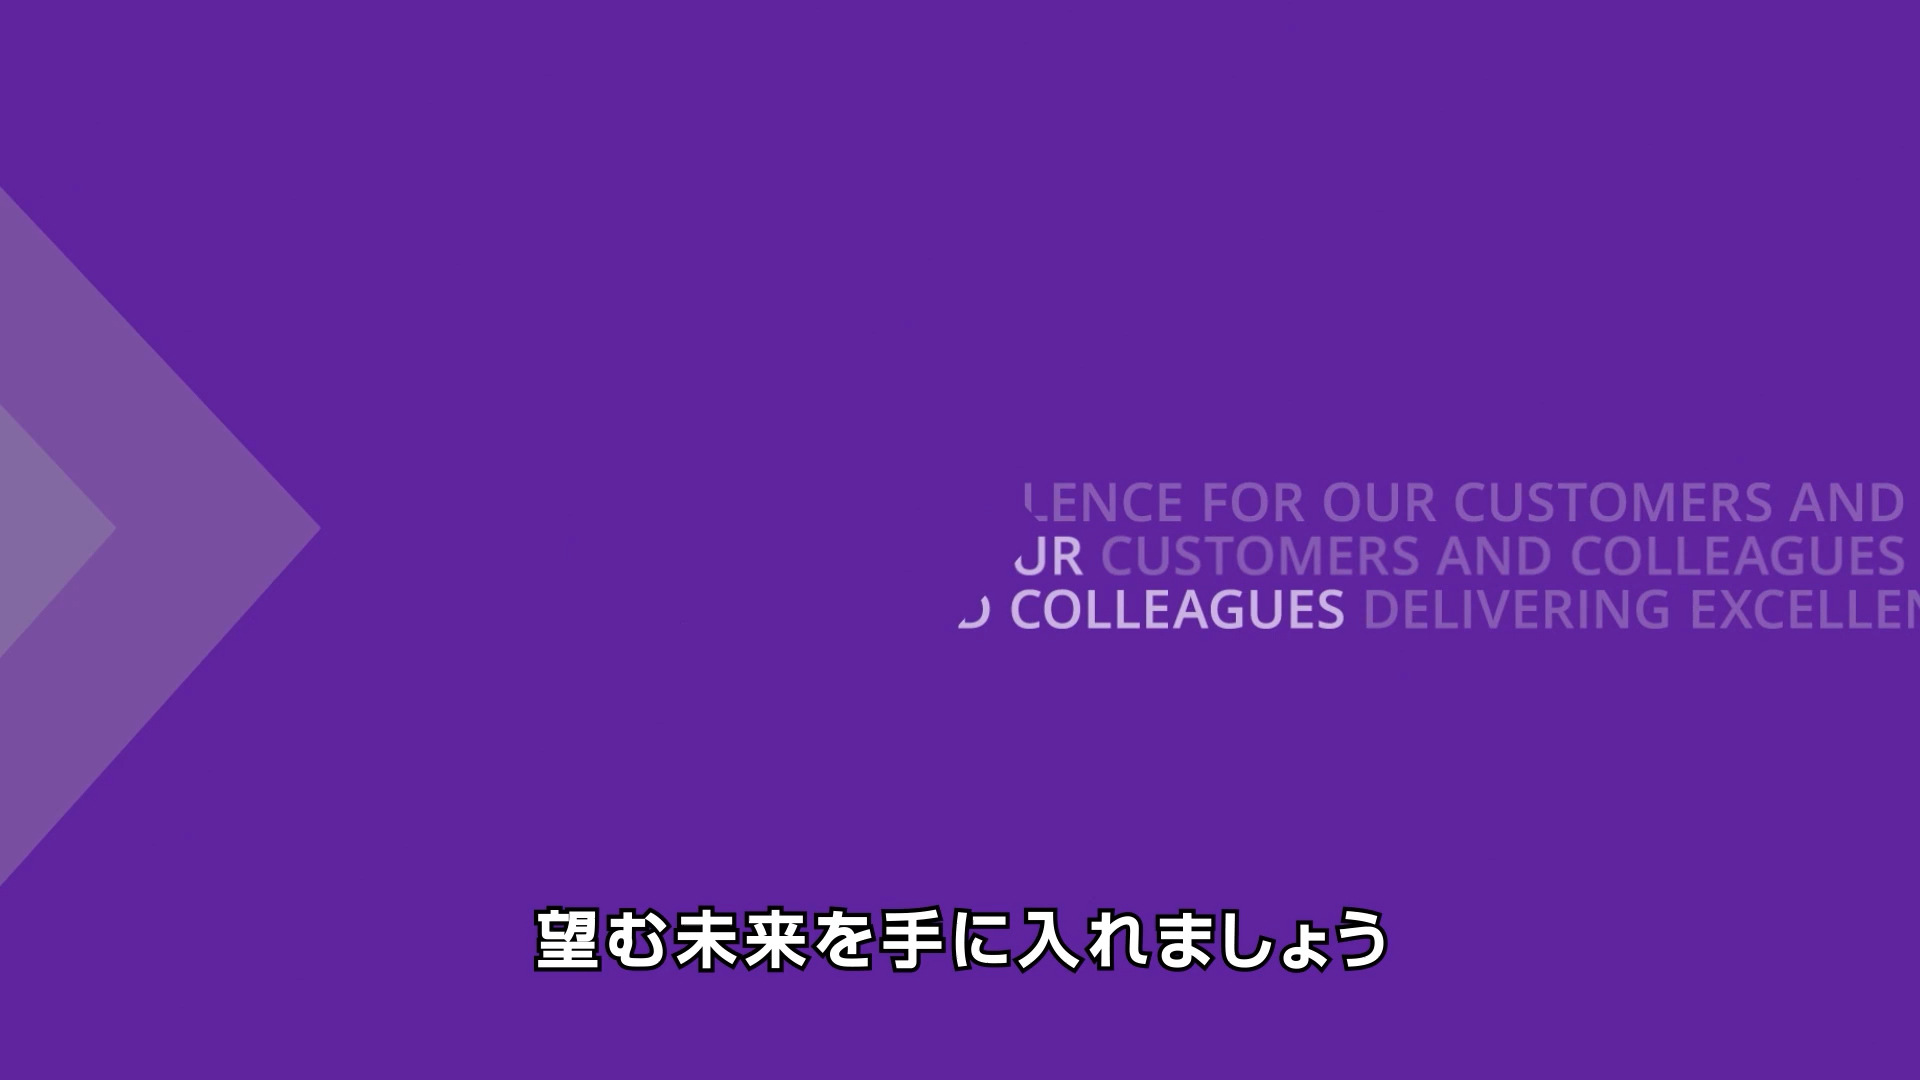 LENCE FOR OUR CUSTOMERS AND
UR CUSTOMERS AND COLLEAGUES
D COLLEAGUES DELIVERING EXCELLEN
望む未来を手に入れましょう